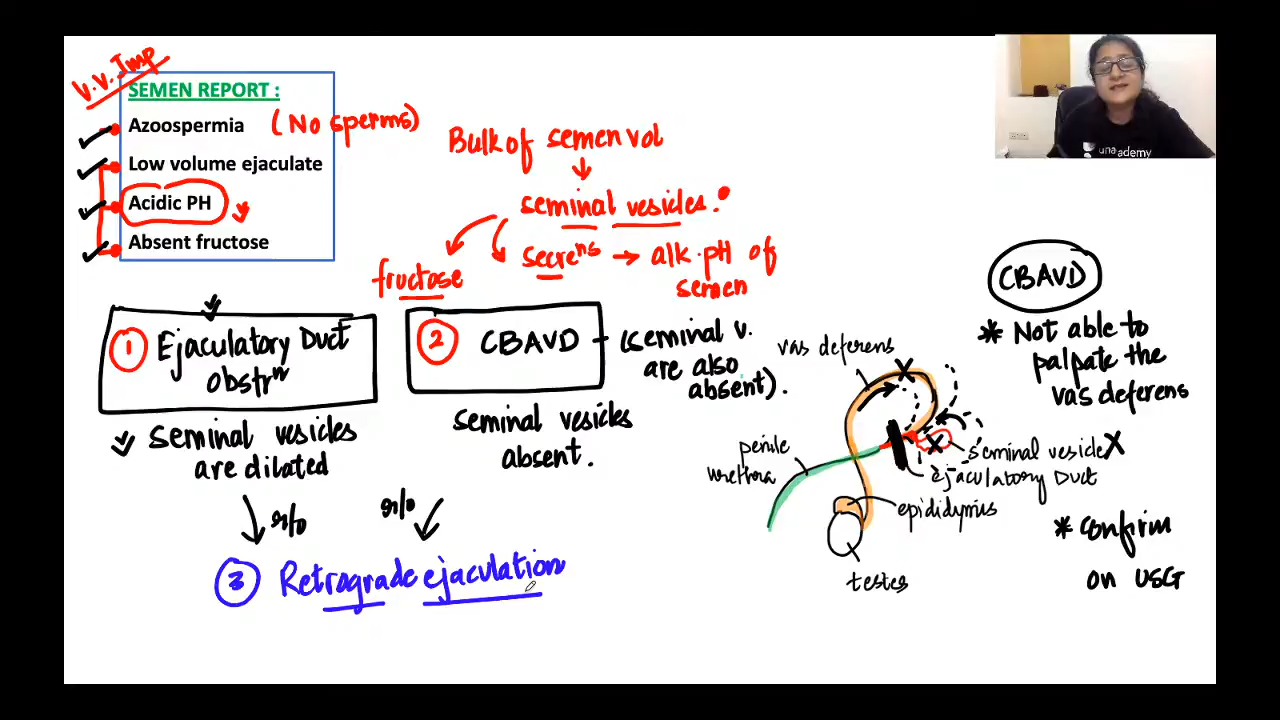 V.V. Imp
SEMEN REPORT :
Azoospermia (No sperms)
Low volume ejaculate
Acidic PH
Absent fructose
Bulk of semen vol
seminal vesicles.
fructose
secrens → alk. pH of
semen
1 Ejaculatory Duct
obstrn
seminal vesicles
are dilated
2 CBAVD - (seminal v.
are also
absent).
seminal vesicles
absent.
r/o
r/o
3 Retrograde ejaculation
vas deferens
penile
urethra
seminal vesicle X
ejaculatory Duct
epididymis
testes
CBAVD
* Not able to
palpate the
vas deferens
* confirm
on USG
unacademy